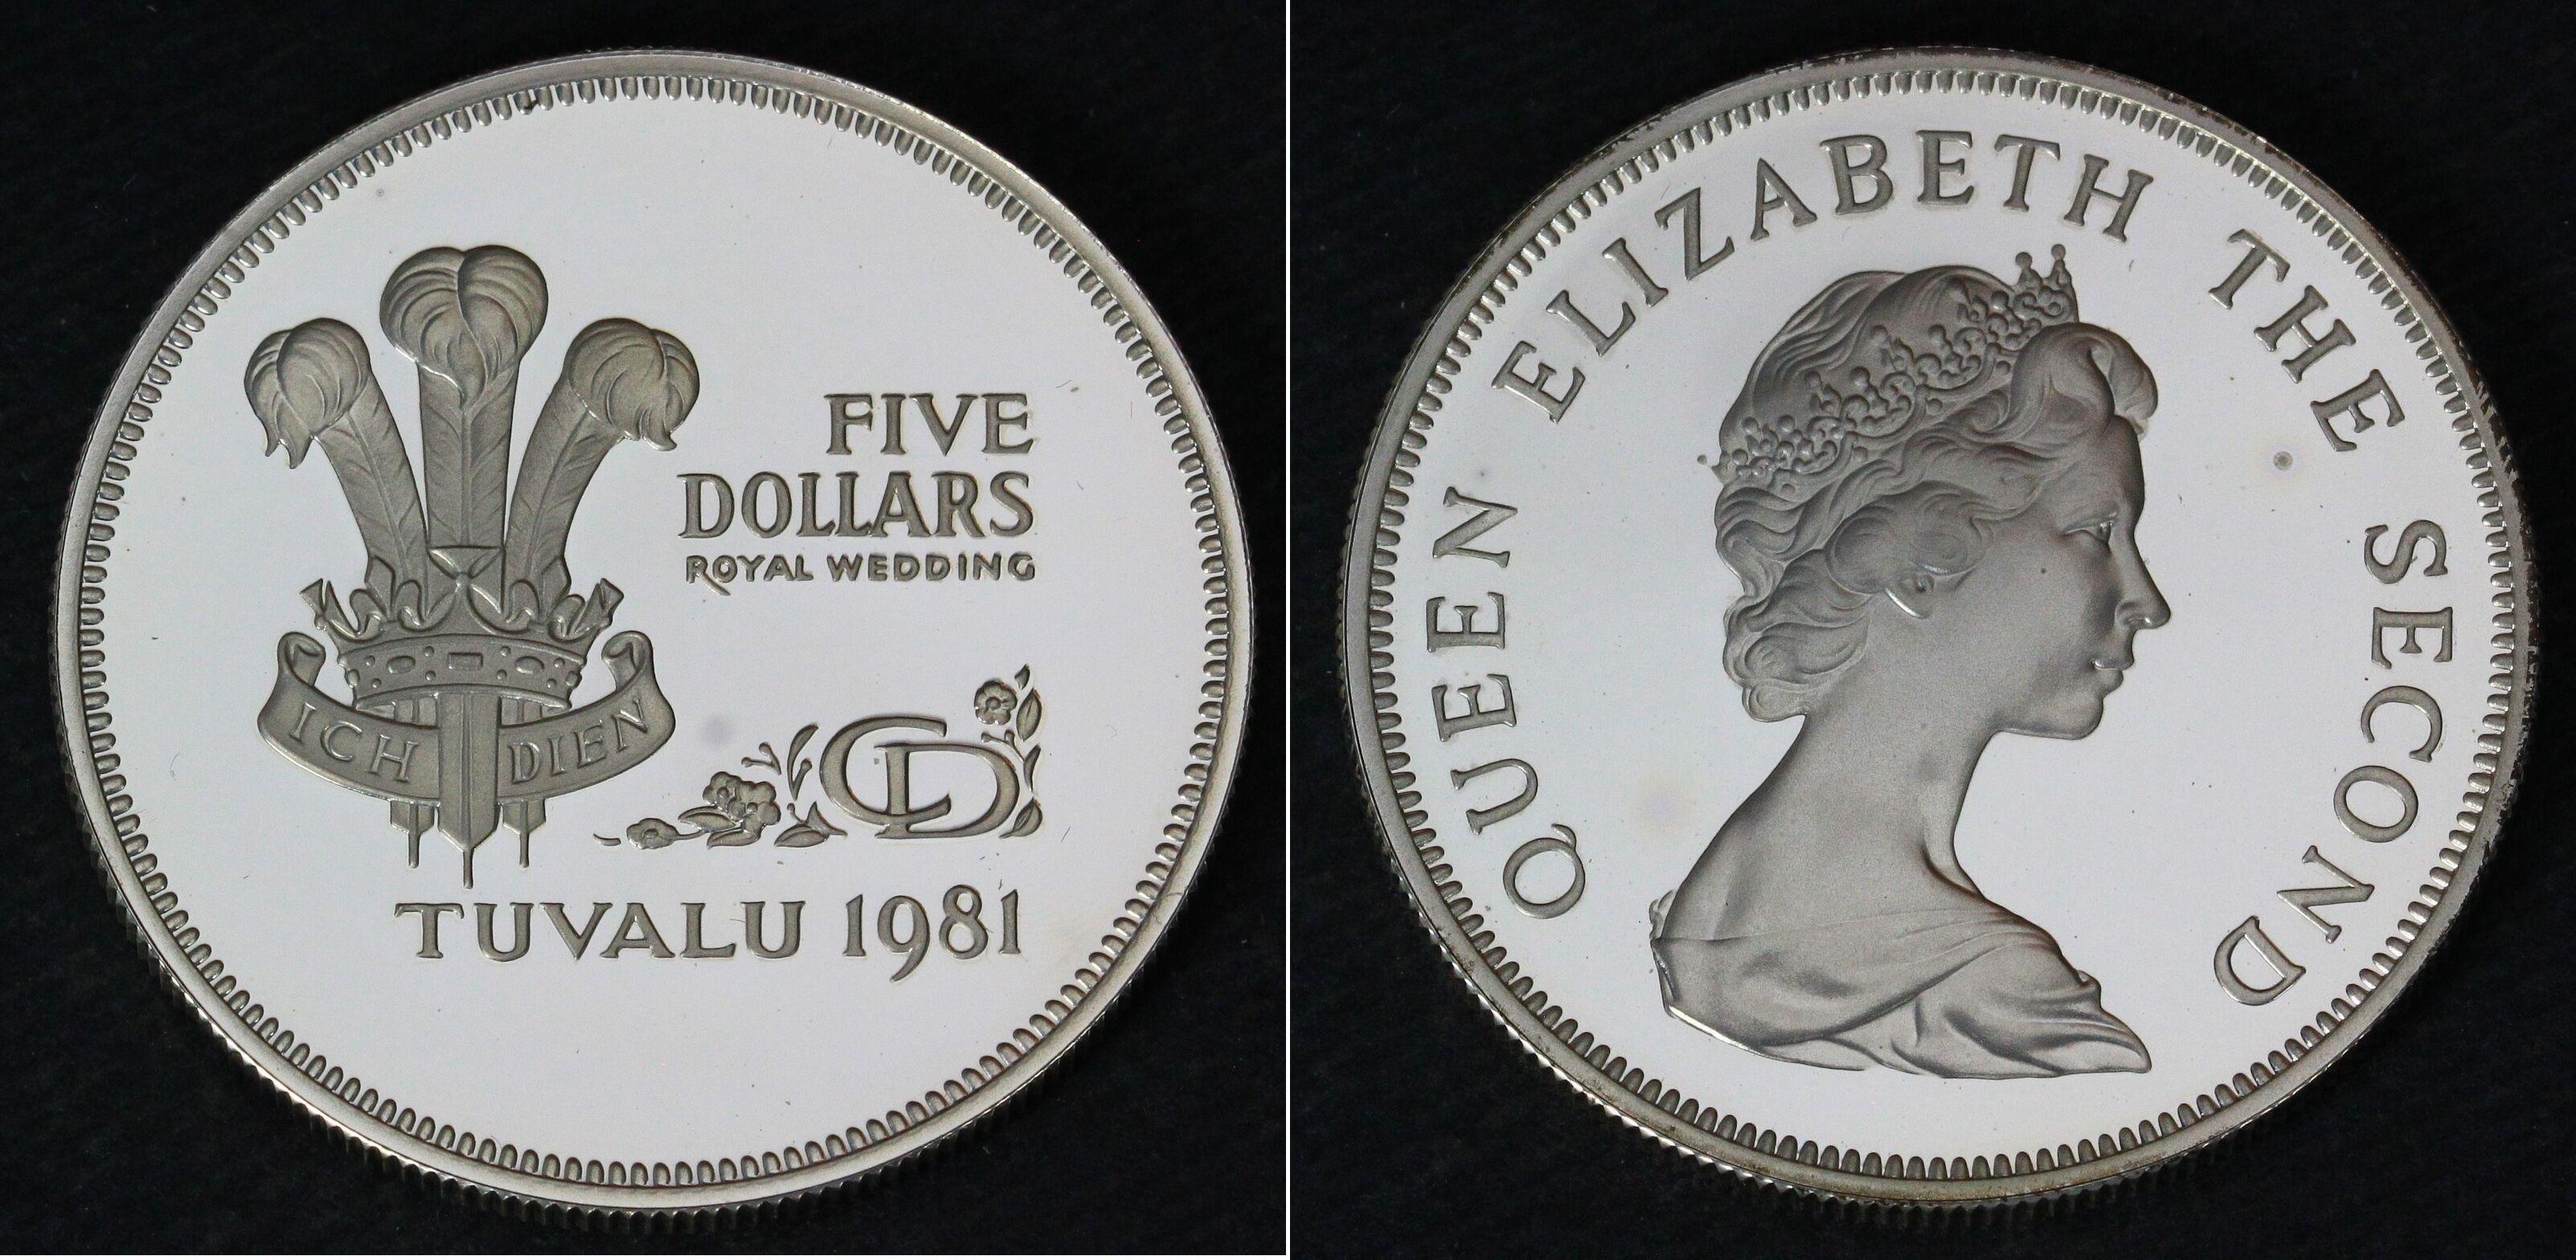 FIVE
DOLLARS
ROYAL WEDDING
CD
ICH DIEN
TUVALU 1981
QUEEN ELIZABETH THE SECOND